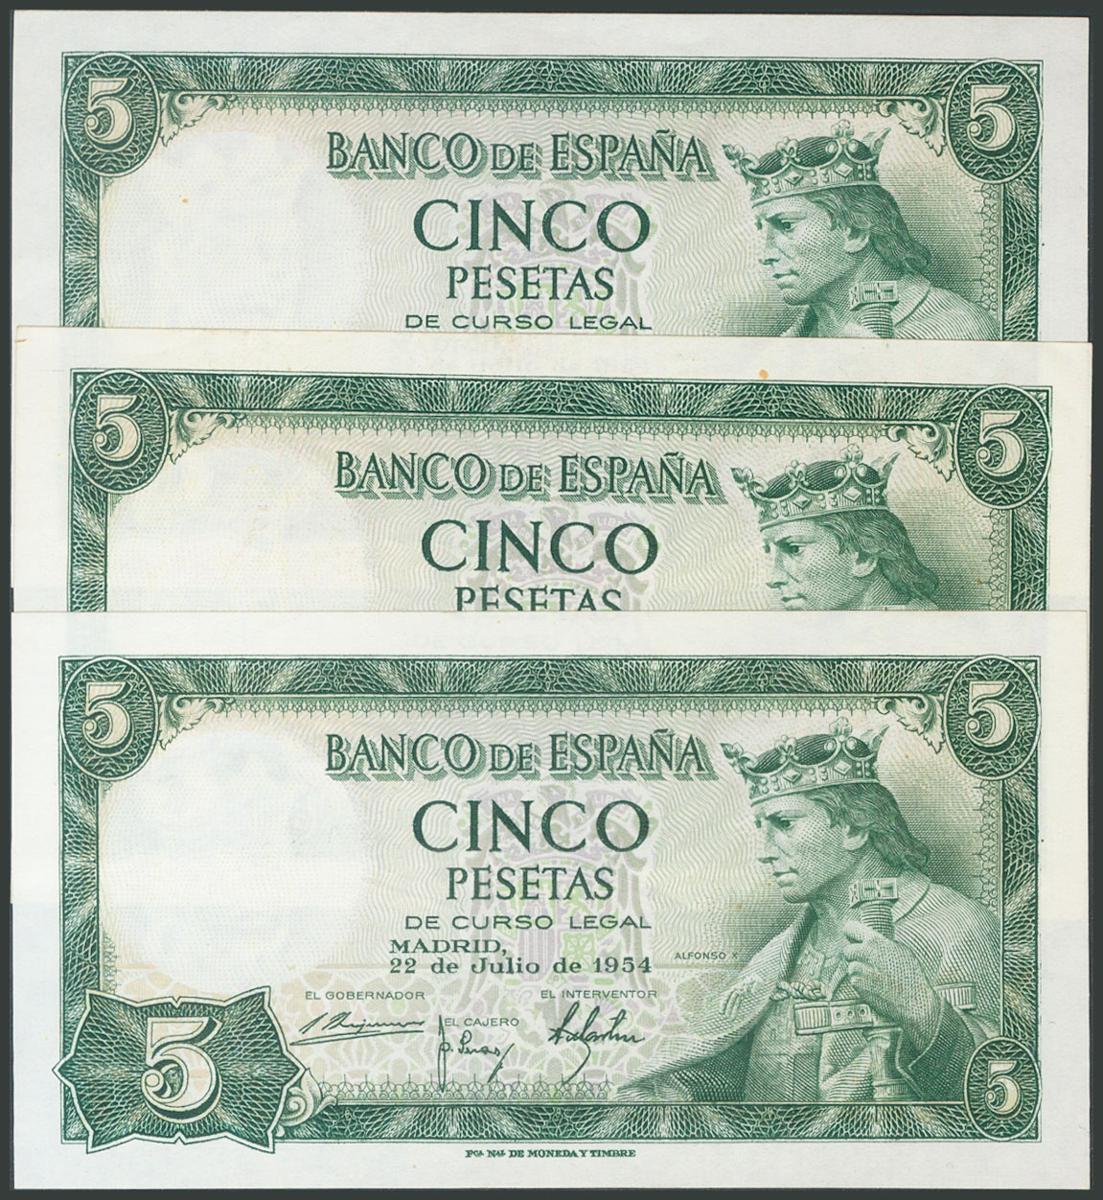 5 5
BANCO DE ESPAÑA
CINCO
PESETAS
DE CURSO LEGAL
5 5
BANCO DE ESPAÑA
CINCO
PESETAS
5 5
BANCO DE ESPAÑA
CINCO
PESETAS
DE CURSO LEGAL
MADRID,
22 de Julio de 1954
ALFONSO X
EL GOBERNADOR EL INTERVENTOR
EL CAJERO
5 5
FCA NAL DE MONEDA Y TIMBRE